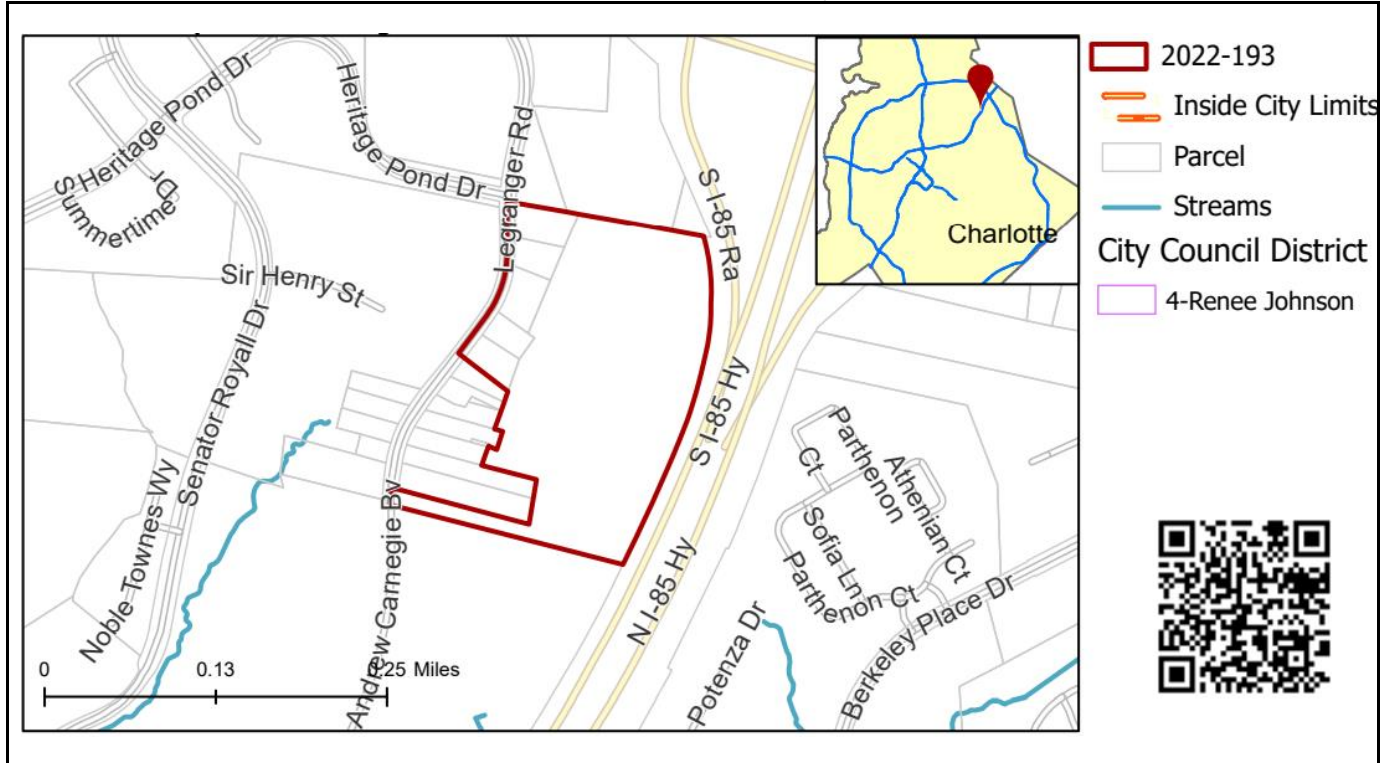 2022-193
Inside City Limits
Parcel
Streams
City Council District
4-Renee Johnson
Charlotte
Heritage Pond Dr
Summertime Dr
Heritage Pond Dr
Legranger Rd
Sir Henry St
Senator Royall Dr
Noble Townes Wy
Andrew Carnegie Bv
S I-85 Ra
S I-85 Hy
N I-85 Hy
Parthenon Ct
Athenian Ct
Sofia Ln
Parthenon Ct
Potenza Dr
Berkeley Place Dr
0 0.13 0.25 Miles